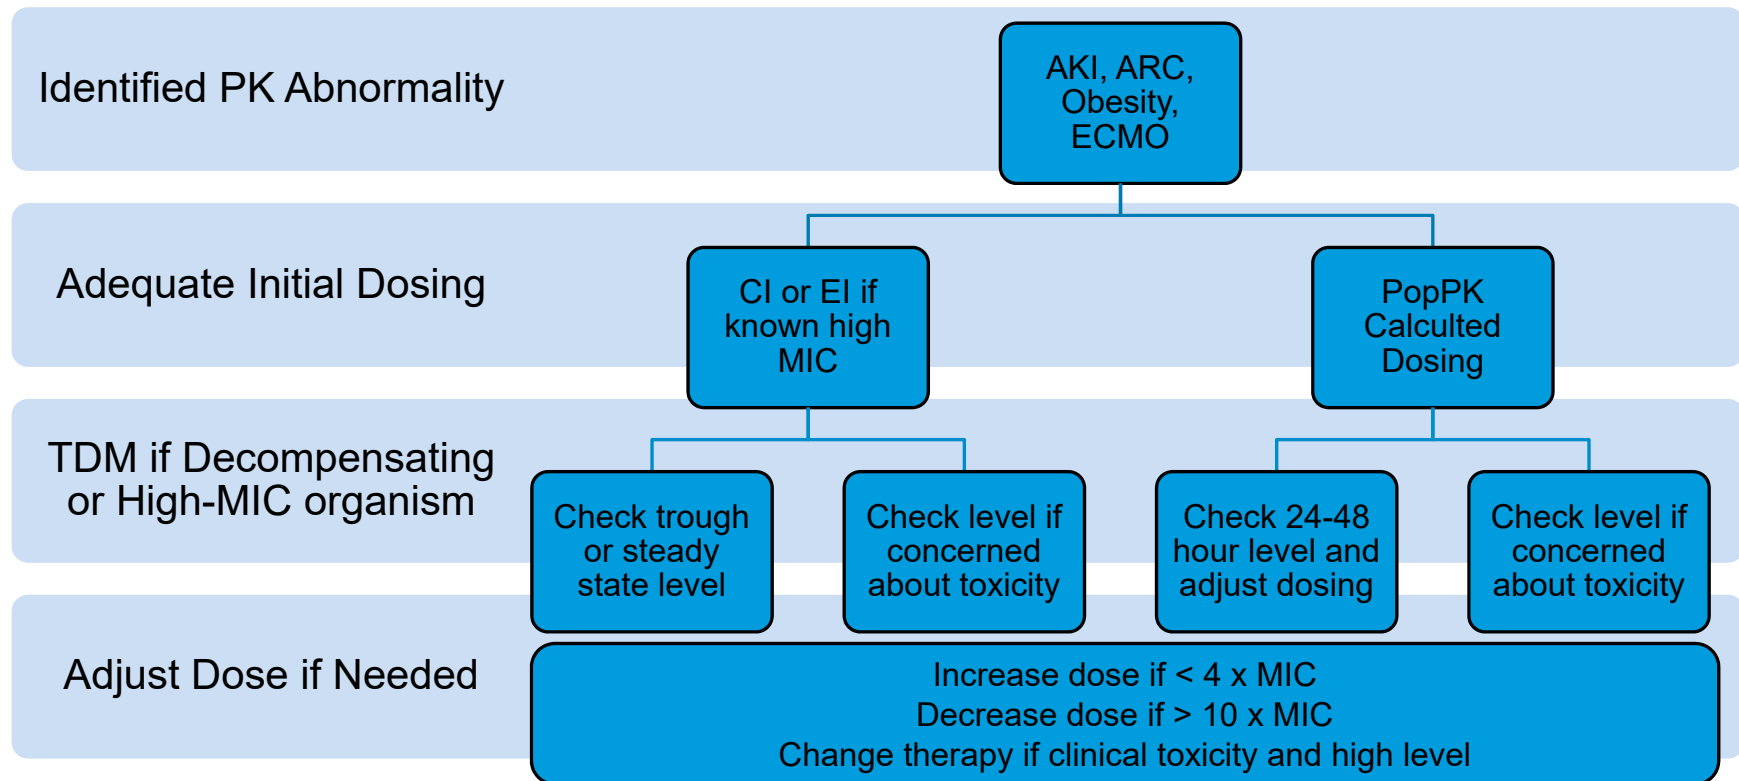 Identified PK Abnormality
AKI, ARC,
Obesity,
ECMO
Adequate Initial Dosing
CI or EI if
known high
MIC
PopPK
Calculted
Dosing
TDM if Decompensating
or High-MIC organism
Check trough
or steady
state level
Check level if
concerned
about toxicity
Check 24-48
hour level and
adjust dosing
Check level if
concerned
about toxicity
Adjust Dose if Needed
Increase dose if < 4 x MIC
Decrease dose if > 10 x MIC
Change therapy if clinical toxicity and high level